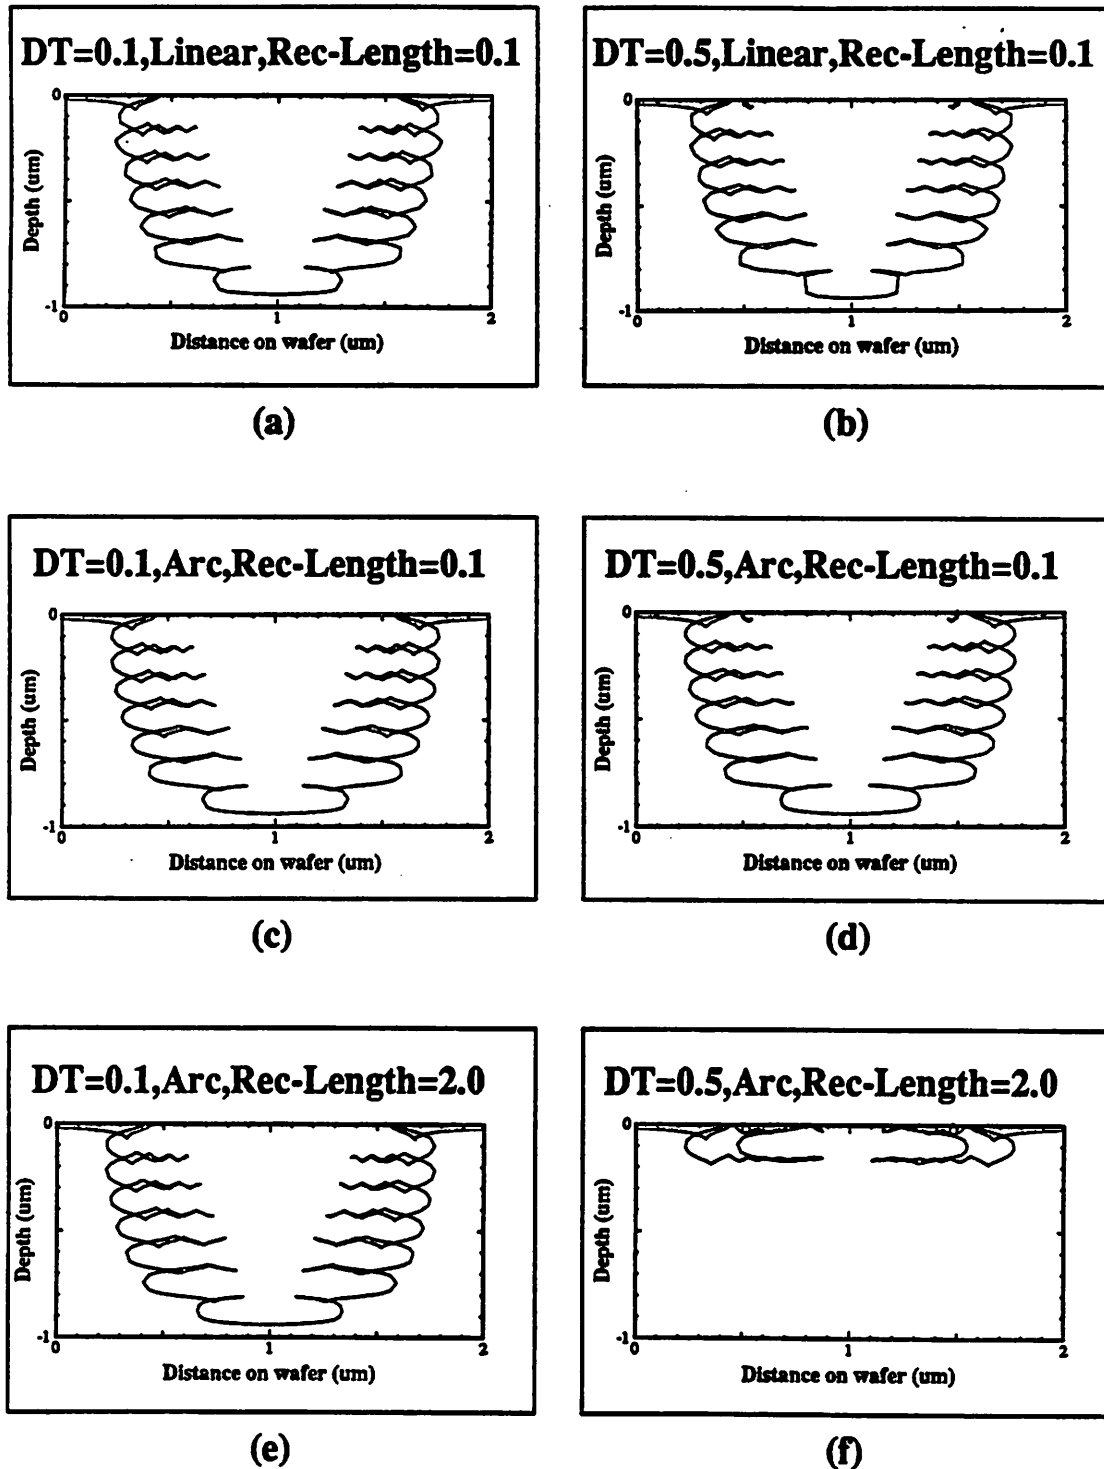 DT=0.1,Linear,Rec-Length=0.1
0
Depth (um)
-1
0
1
2
Distance on wafer (um)
(a)
DT=0.5,Linear,Rec-Length=0.1
0
Depth (um)
-1
0
1
2
Distance on wafer (um)
(b)
DT=0.1,Arc,Rec-Length=0.1
0
Depth (um)
-1
0
1
2
Distance on wafer (um)
(c)
DT=0.5,Arc,Rec-Length=0.1
0
Depth (um)
-1
0
1
2
Distance on wafer (um)
(d)
DT=0.1,Arc,Rec-Length=2.0
0
Depth (um)
-1
0
1
2
Distance on wafer (um)
(e)
DT=0.5,Arc,Rec-Length=2.0
0
Depth (um)
-1
0
1
2
Distance on wafer (um)
(f)